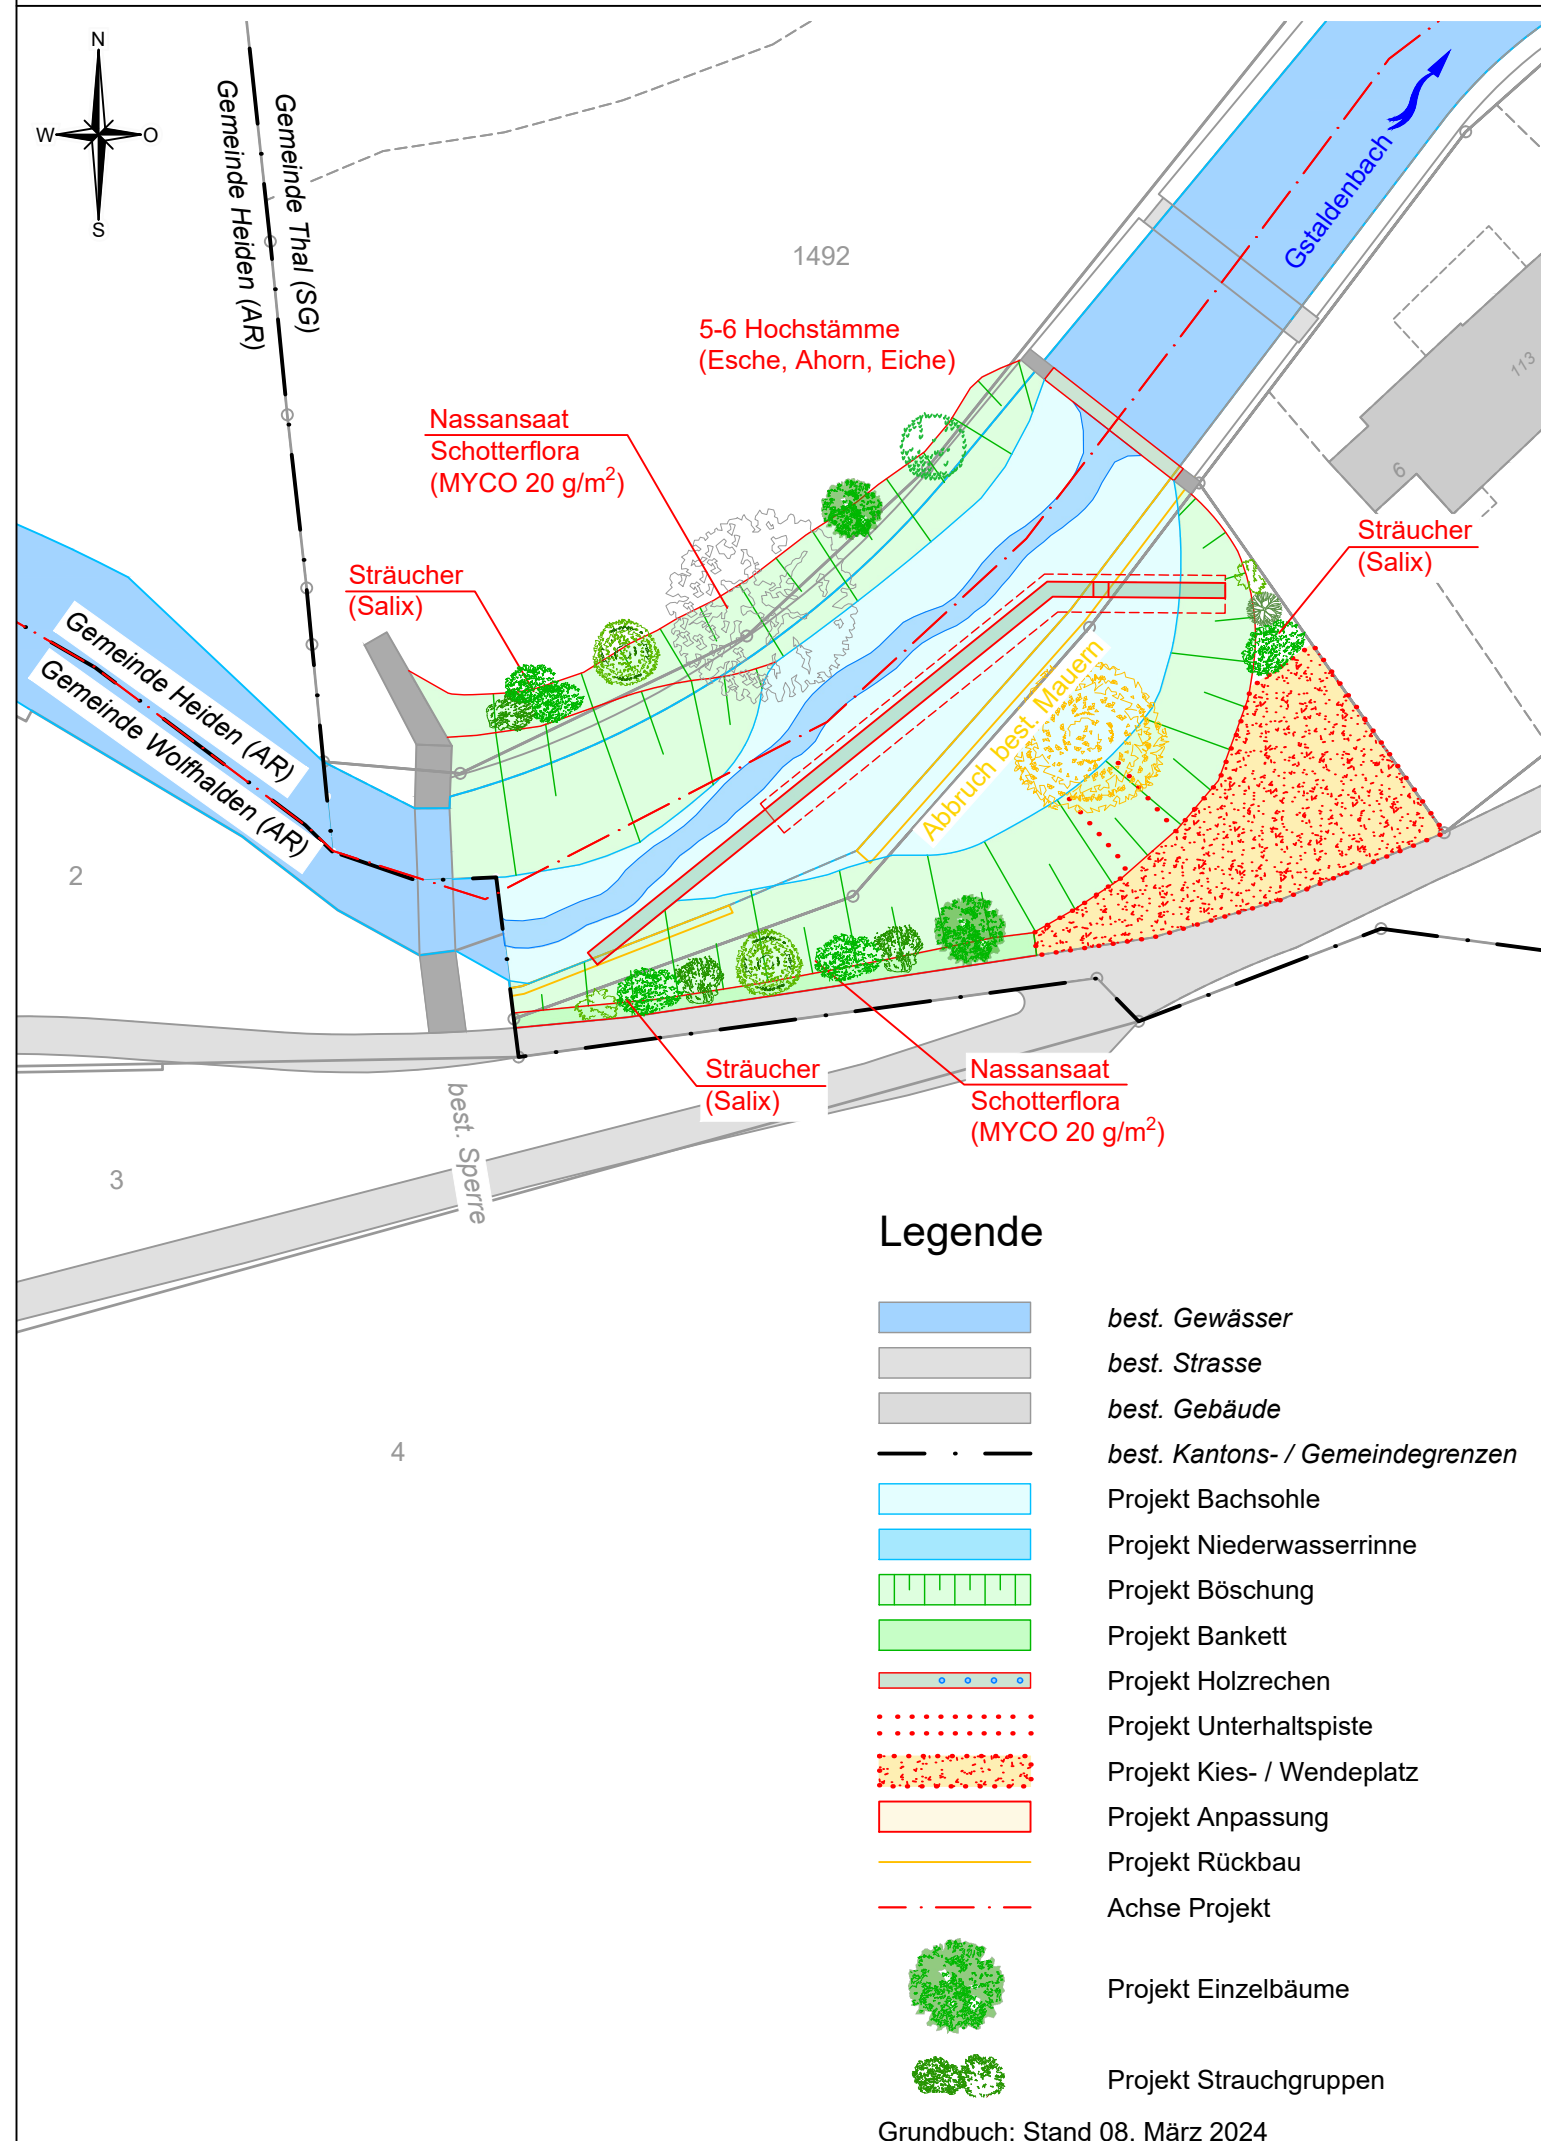 N
W
O
S
Gemeinde Thal (SG)
Gemeinde Heiden (AR)
1492
Gstaldenbach
5-6 Hochstämme
(Esche, Ahorn, Eiche)
113
6
Nassansaat
Schotterflora
(MYCO 20 g/m²)
Sträucher
(Salix)
Sträucher
(Salix)
Gemeinde Heiden (AR)
Gemeinde Wolfhalden (AR)
Abbruch best. Mauern
2
Sträucher
(Salix)
Nassansaat
Schotterflora
(MYCO 20 g/m²)
best. Sperre
3
4
Legende
best. Gewässer
best. Strasse
best. Gebäude
best. Kantons- / Gemeindegrenzen
Projekt Bachsohle
Projekt Niederwasserrinne
Projekt Böschung
Projekt Bankett
Projekt Holzrechen
Projekt Unterhaltspiste
Projekt Kies- / Wendeplatz
Projekt Anpassung
Projekt Rückbau
Achse Projekt
Projekt Einzelbäume
Projekt Strauchgruppen
Grundbuch: Stand 08. März 2024